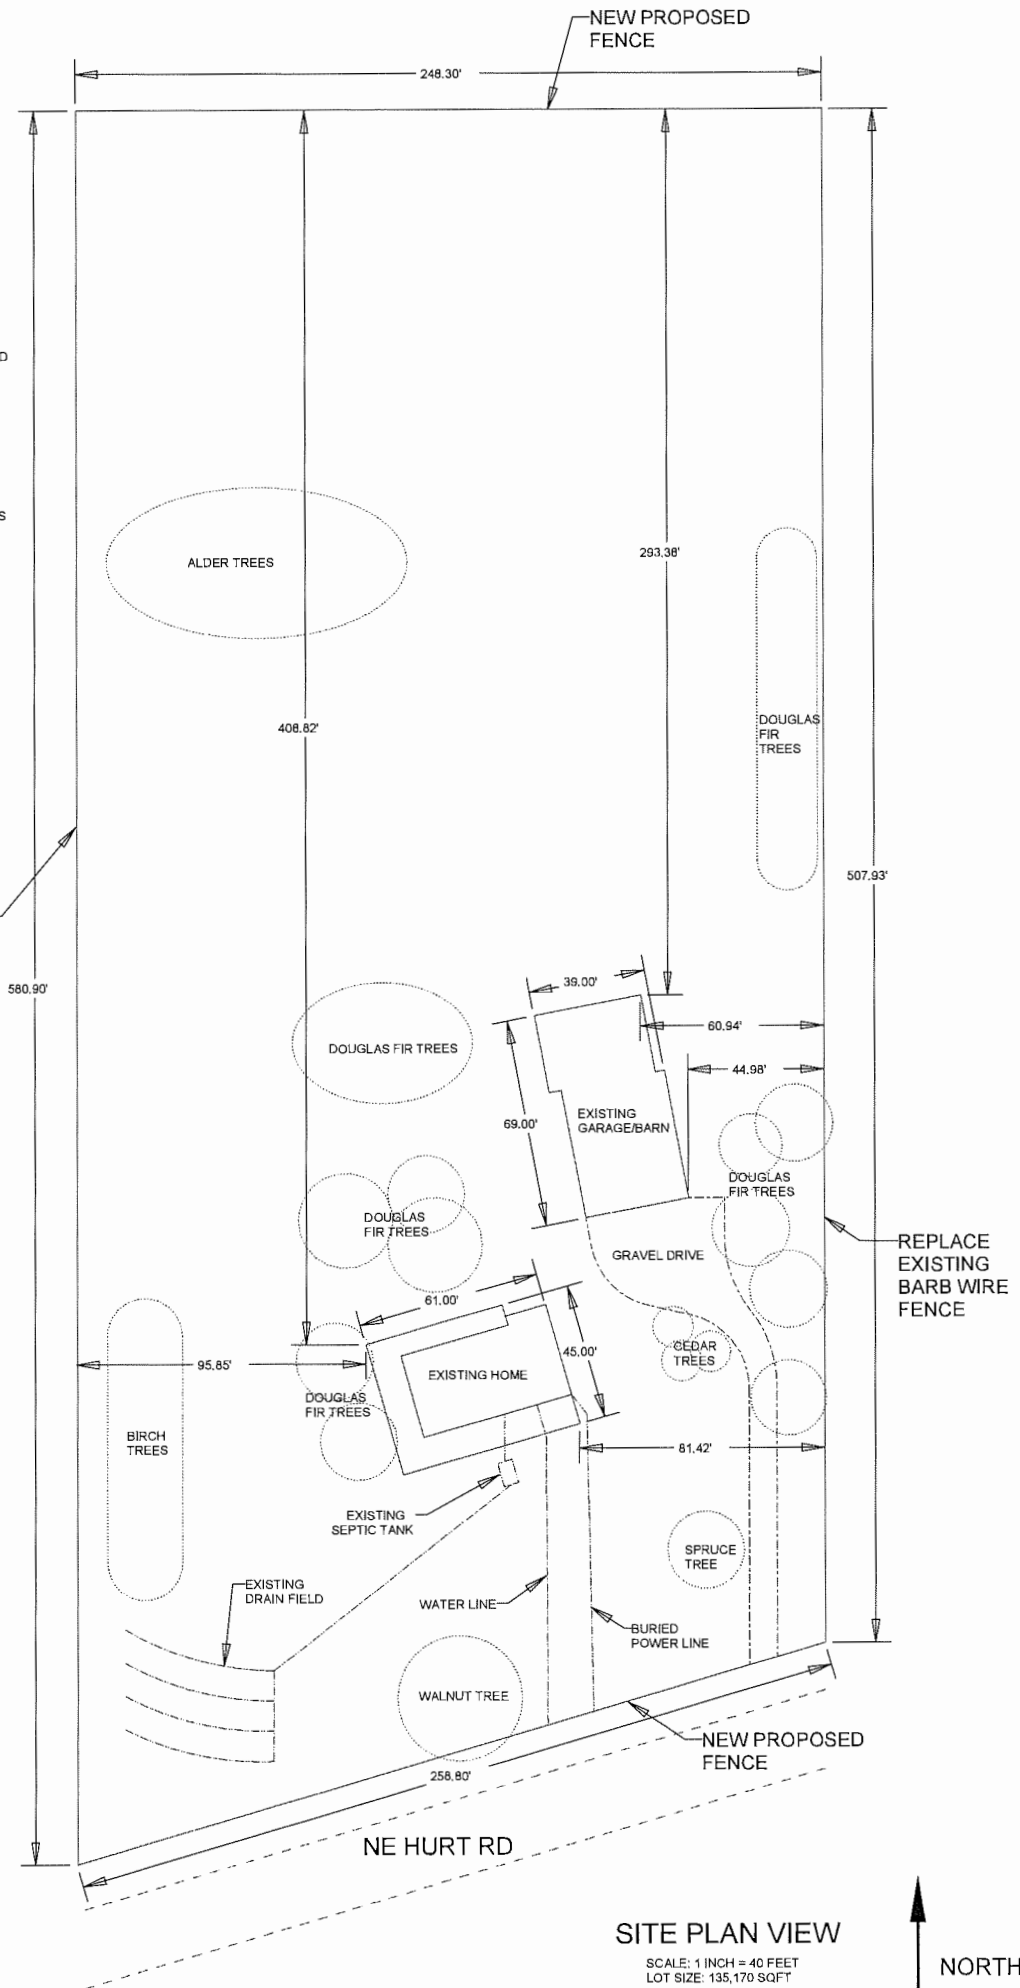 NEW PROPOSED
FENCE
248.30'
D
S
ALDER TREES
293.38'
408.82'
DOUGLAS
FIR
TREES
507.93'
580.90'
39.00'
60.94'
DOUGLAS FIR TREES
44.98'
69.00'
EXISTING
GARAGE/BARN
DOUGLAS
FIR TREES
DOUGLAS
FIR TREES
GRAVEL DRIVE
REPLACE
EXISTING
BARB WIRE
FENCE
61.00'
45.00'
CEDAR
TREES
95.85'
EXISTING HOME
DOUGLAS
FIR TREES
BIRCH
TREES
81.42'
EXISTING
SEPTIC TANK
SPRUCE
TREE
EXISTING
DRAIN FIELD
WATER LINE
BURIED
POWER LINE
WALNUT TREE
NEW PROPOSED
FENCE
258.80'
NE HURT RD
SITE PLAN VIEW
SCALE: 1 INCH = 40 FEET
LOT SIZE: 135,170 SQFT
NORTH